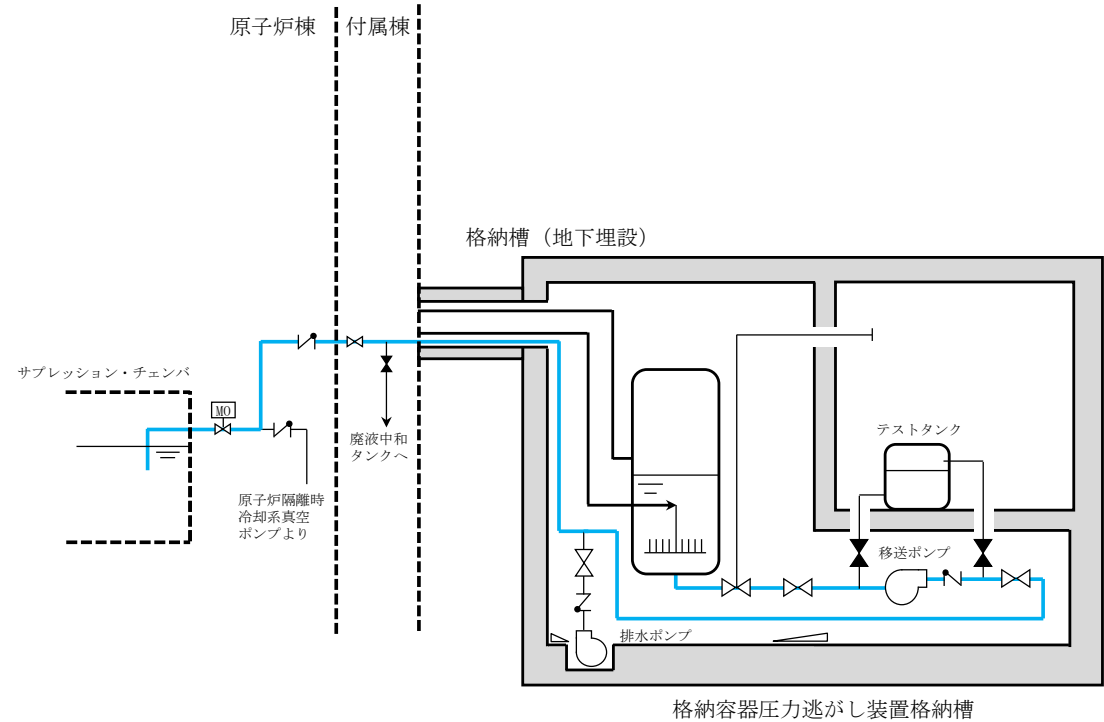 原子炉棟
付属棟
格納槽（地下埋設）
サプレッション・チェンバ
MO
廃液中和
タンクへ
原子炉隔離時
冷却系真空
ポンプより
テストタンク
移送ポンプ
排水ポンプ
格納容器圧力逃がし装置格納槽